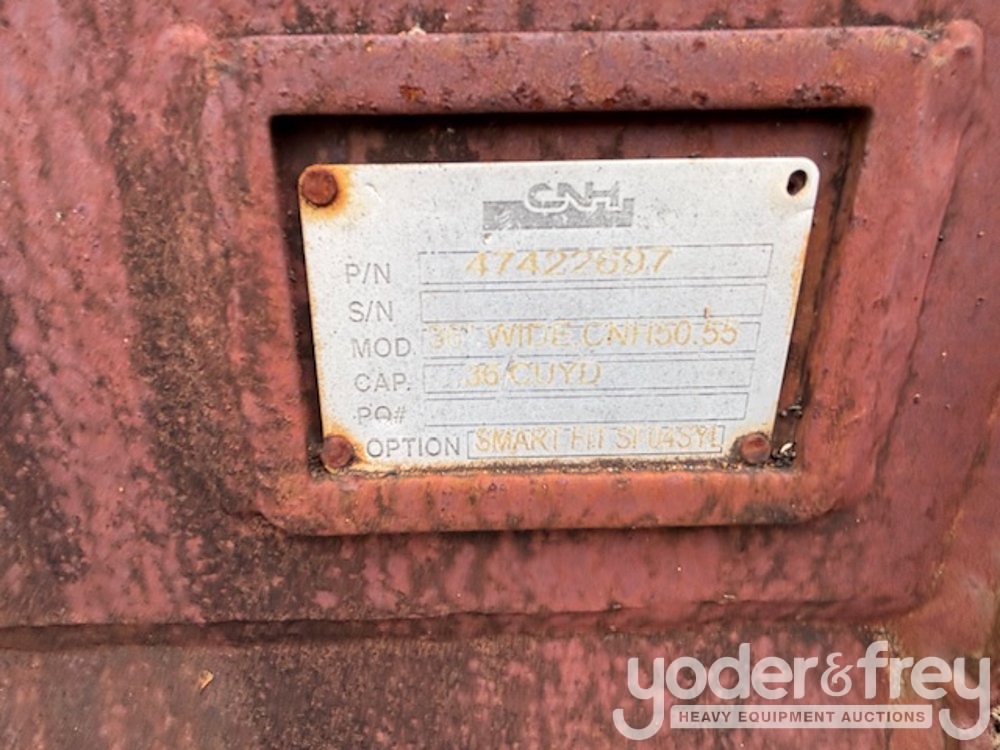 CNH
P/N 47422697
S/N
MOD. 36" WIDE CNH50.55
CAP. .36 CUYD
PO#
OPTION SMART FIT
yoder&frey
HEAVY EQUIPMENT AUCTIONS